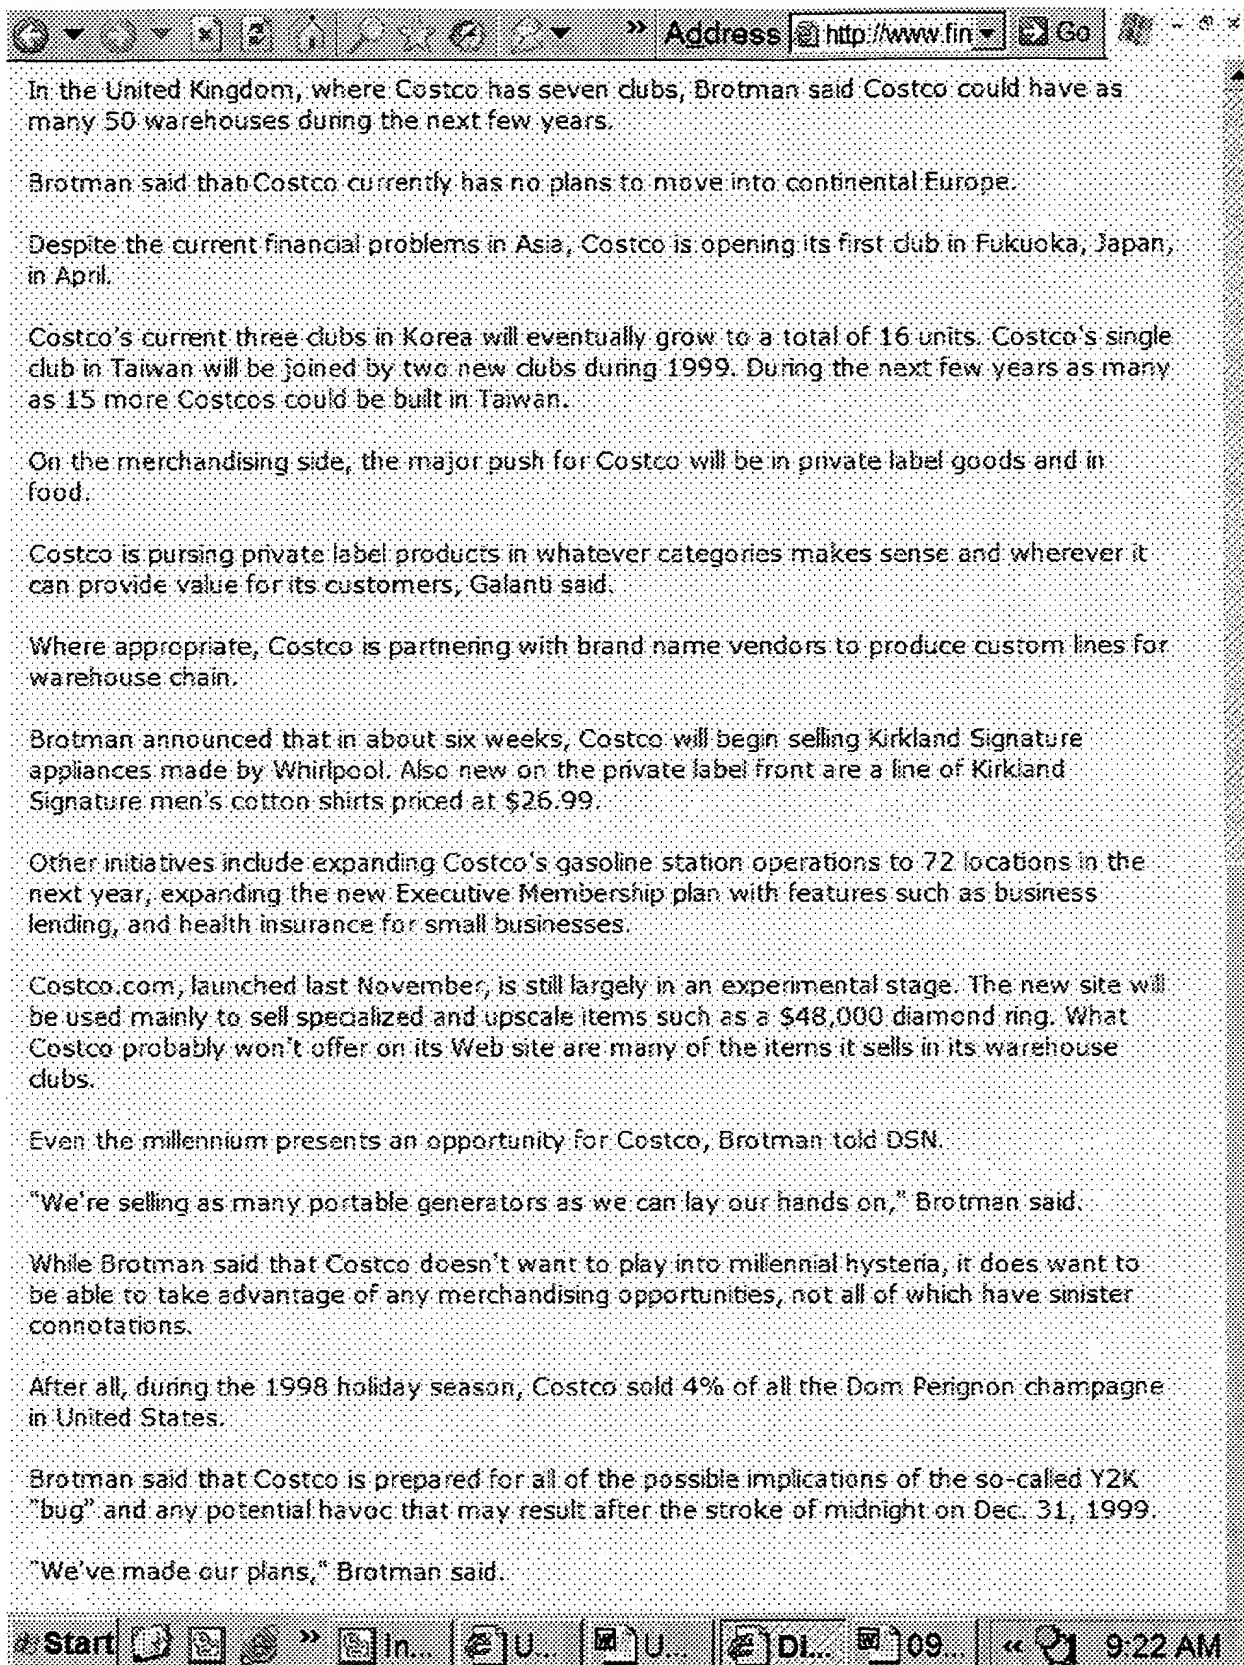 Address http://www.fin Go
In the United Kingdom, where Costco has seven clubs, Brotman said Costco could have as
many 50 warehouses during the next few years.
Brotman said that Costco currently has no plans to move into continental Europe.
Despite the current financial problems in Asia, Costco is opening its first club in Fukuoka, Japan,
in April.
Costco's current three clubs in Korea will eventually grow to a total of 16 units. Costco's single
club in Taiwan will be joined by two new clubs during 1999. During the next few years as many
as 15 more Costcos could be built in Taiwan.
On the merchandising side, the major push for Costco will be in private label goods and in
food.
Costco is pursing private label products in whatever categories makes sense and wherever it
can provide value for its customers, Galanti said.
Where appropriate, Costco is partnering with brand name vendors to produce custom lines for
warehouse chain.
Brotman announced that in about six weeks, Costco will begin selling Kirkland Signature
appliances made by Whirlpool. Also new on the private label front are a line of Kirkland
Signature men's cotton shirts priced at $26.99.
Other initiatives include expanding Costco's gasoline station operations to 72 locations in the
next year, expanding the new Executive Membership plan with features such as business
lending, and health insurance for small businesses.
Costco.com, launched last November, is still largely in an experimental stage. The new site will
be used mainly to sell specialized and upscale items such as a $48,000 diamond ring. What
Costco probably won't offer on its Web site are many of the items it sells in its warehouse
clubs.
Even the millennium presents an opportunity for Costco, Brotman told DSN.
"We're selling as many portable generators as we can lay our hands on," Brotman said.
While Brotman said that Costco doesn't want to play into millennial hysteria, it does want to
be able to take advantage of any merchandising opportunities, not all of which have sinister
connotations.
After all, during the 1998 holiday season, Costco sold 4% of all the Dom Perignon champagne
in United States.
Brotman said that Costco is prepared for all of the possible implications of the so-called Y2K
"bug" and any potential havoc that may result after the stroke of midnight on Dec. 31, 1999.
"We've made our plans," Brotman said.
Start In... U... U... Di... 09... 9:22 AM